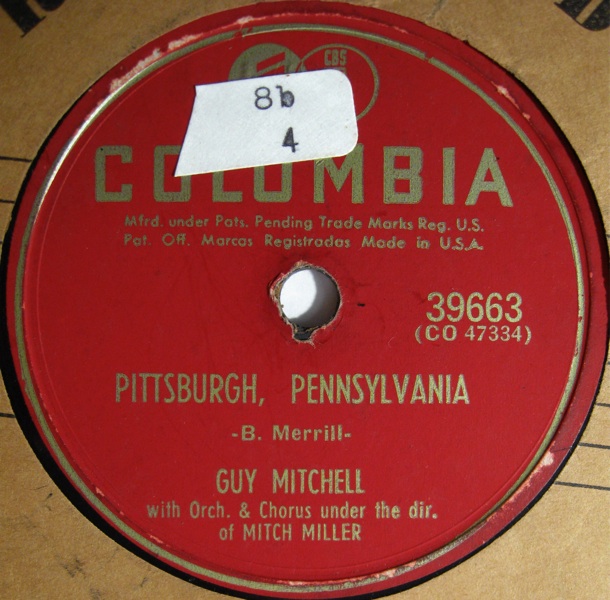 CBS
8b
4
COLUMBIA
Mfrd. under Pats. Pending Trade Marks Reg. U.S.
Pat. Off. Marcas Registradas Made in U.S.A.
39663
(CO 47334)
PITTSBURGH, PENNSYLVANIA
-B. Merrill-
GUY MITCHELL
with Orch. & Chorus under the dir.
of MITCH MILLER